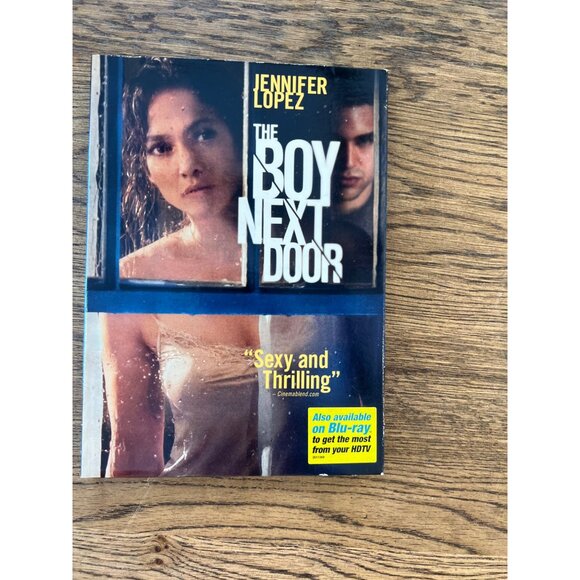 JENNIFER
LOPEZ
THE
BOY
NEXT
DOOR
"Sexy and
Thrilling"
– Cinemablend.com
Also available
on Blu-ray
to get the most
from your HDTV